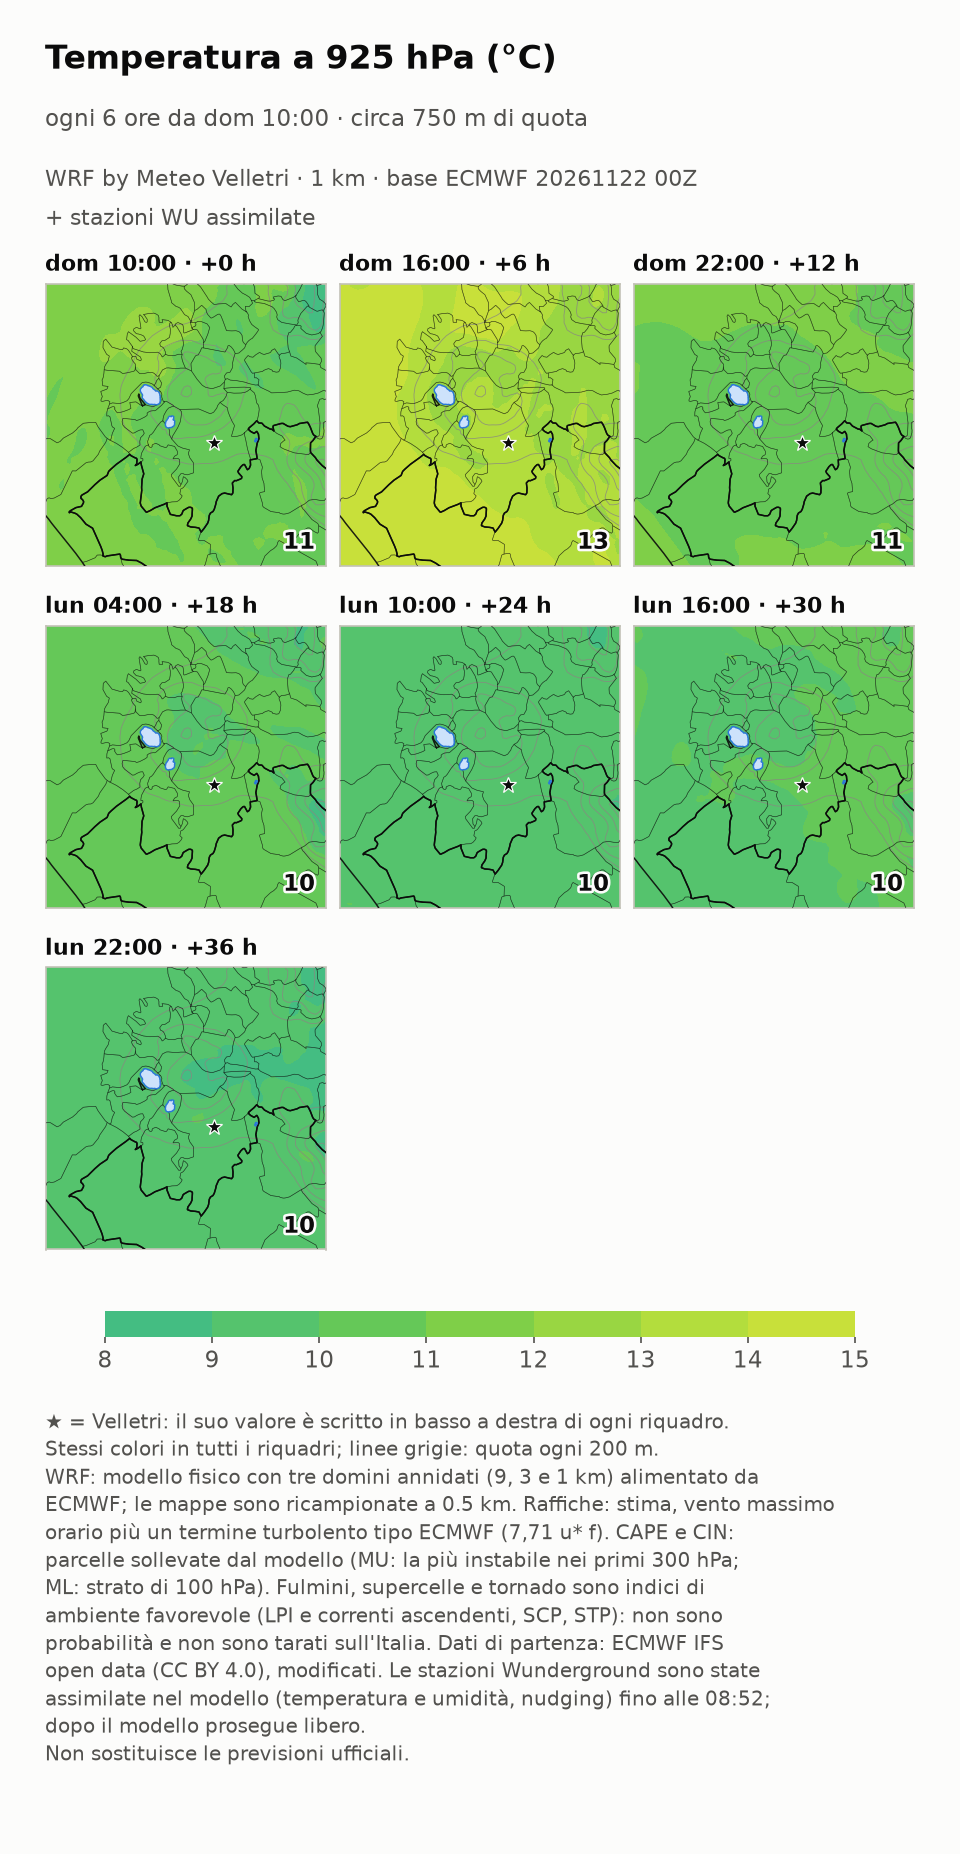 Temperatura a 925 hPa (°C)
ogni 6 ore da dom 10:00 · circa 750 m di quota
WRF by Meteo Velletri · 1 km · base ECMWF 20261122 00Z
+ stazioni WU assimilate
dom 10:00 · +0 h
dom 16:00 · +6 h
dom 22:00 · +12 h
11
13
11
lun 04:00 · +18 h
lun 10:00 · +24 h
lun 16:00 · +30 h
10
10
10
lun 22:00 · +36 h
10
8 9 10 11 12 13 14 15
★ = Velletri: il suo valore è scritto in basso a destra di ogni riquadro.
Stessi colori in tutti i riquadri; linee grigie: quota ogni 200 m.
WRF: modello fisico con tre domini annidati (9, 3 e 1 km) alimentato da
ECMWF; le mappe sono ricampionate a 0.5 km. Raffiche: stima, vento massimo
orario più un termine turbolento tipo ECMWF (7,71 u* f). CAPE e CIN:
parcelle sollevate dal modello (MU: la più instabile nei primi 300 hPa;
ML: strato di 100 hPa). Fulmini, supercelle e tornado sono indici di
ambiente favorevole (LPI e correnti ascendenti, SCP, STP): non sono
probabilità e non sono tarati sull'Italia. Dati di partenza: ECMWF IFS
open data (CC BY 4.0), modificati. Le stazioni Wunderground sono state
assimilate nel modello (temperatura e umidità, nudging) fino alle 08:52;
dopo il modello prosegue libero.
Non sostituisce le previsioni ufficiali.